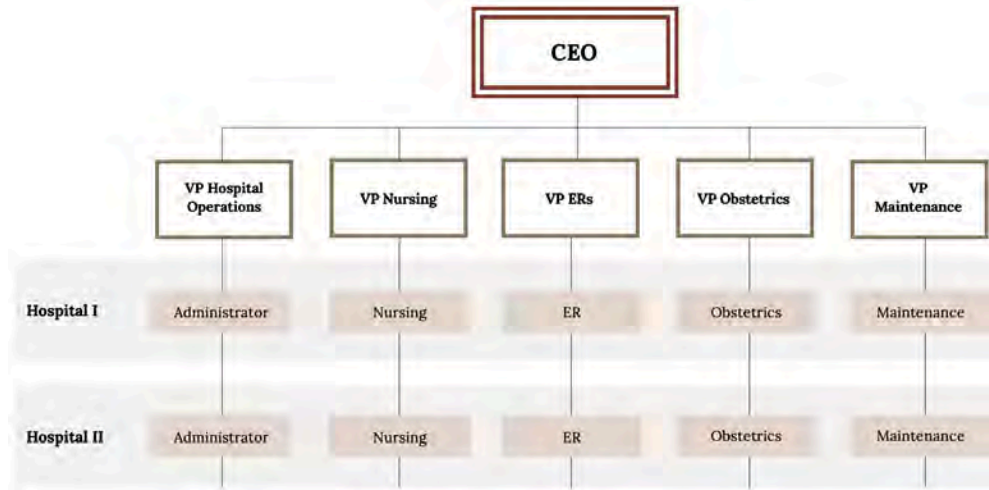 CEO
VP Hospital
Operations
VP Nursing
VP ERs
VP Obstetrics
VP
Maintenance
Hospital I
Administrator
Nursing
ER
Obstetrics
Maintenance
Hospital II
Administrator
Nursing
ER
Obstetrics
Maintenance